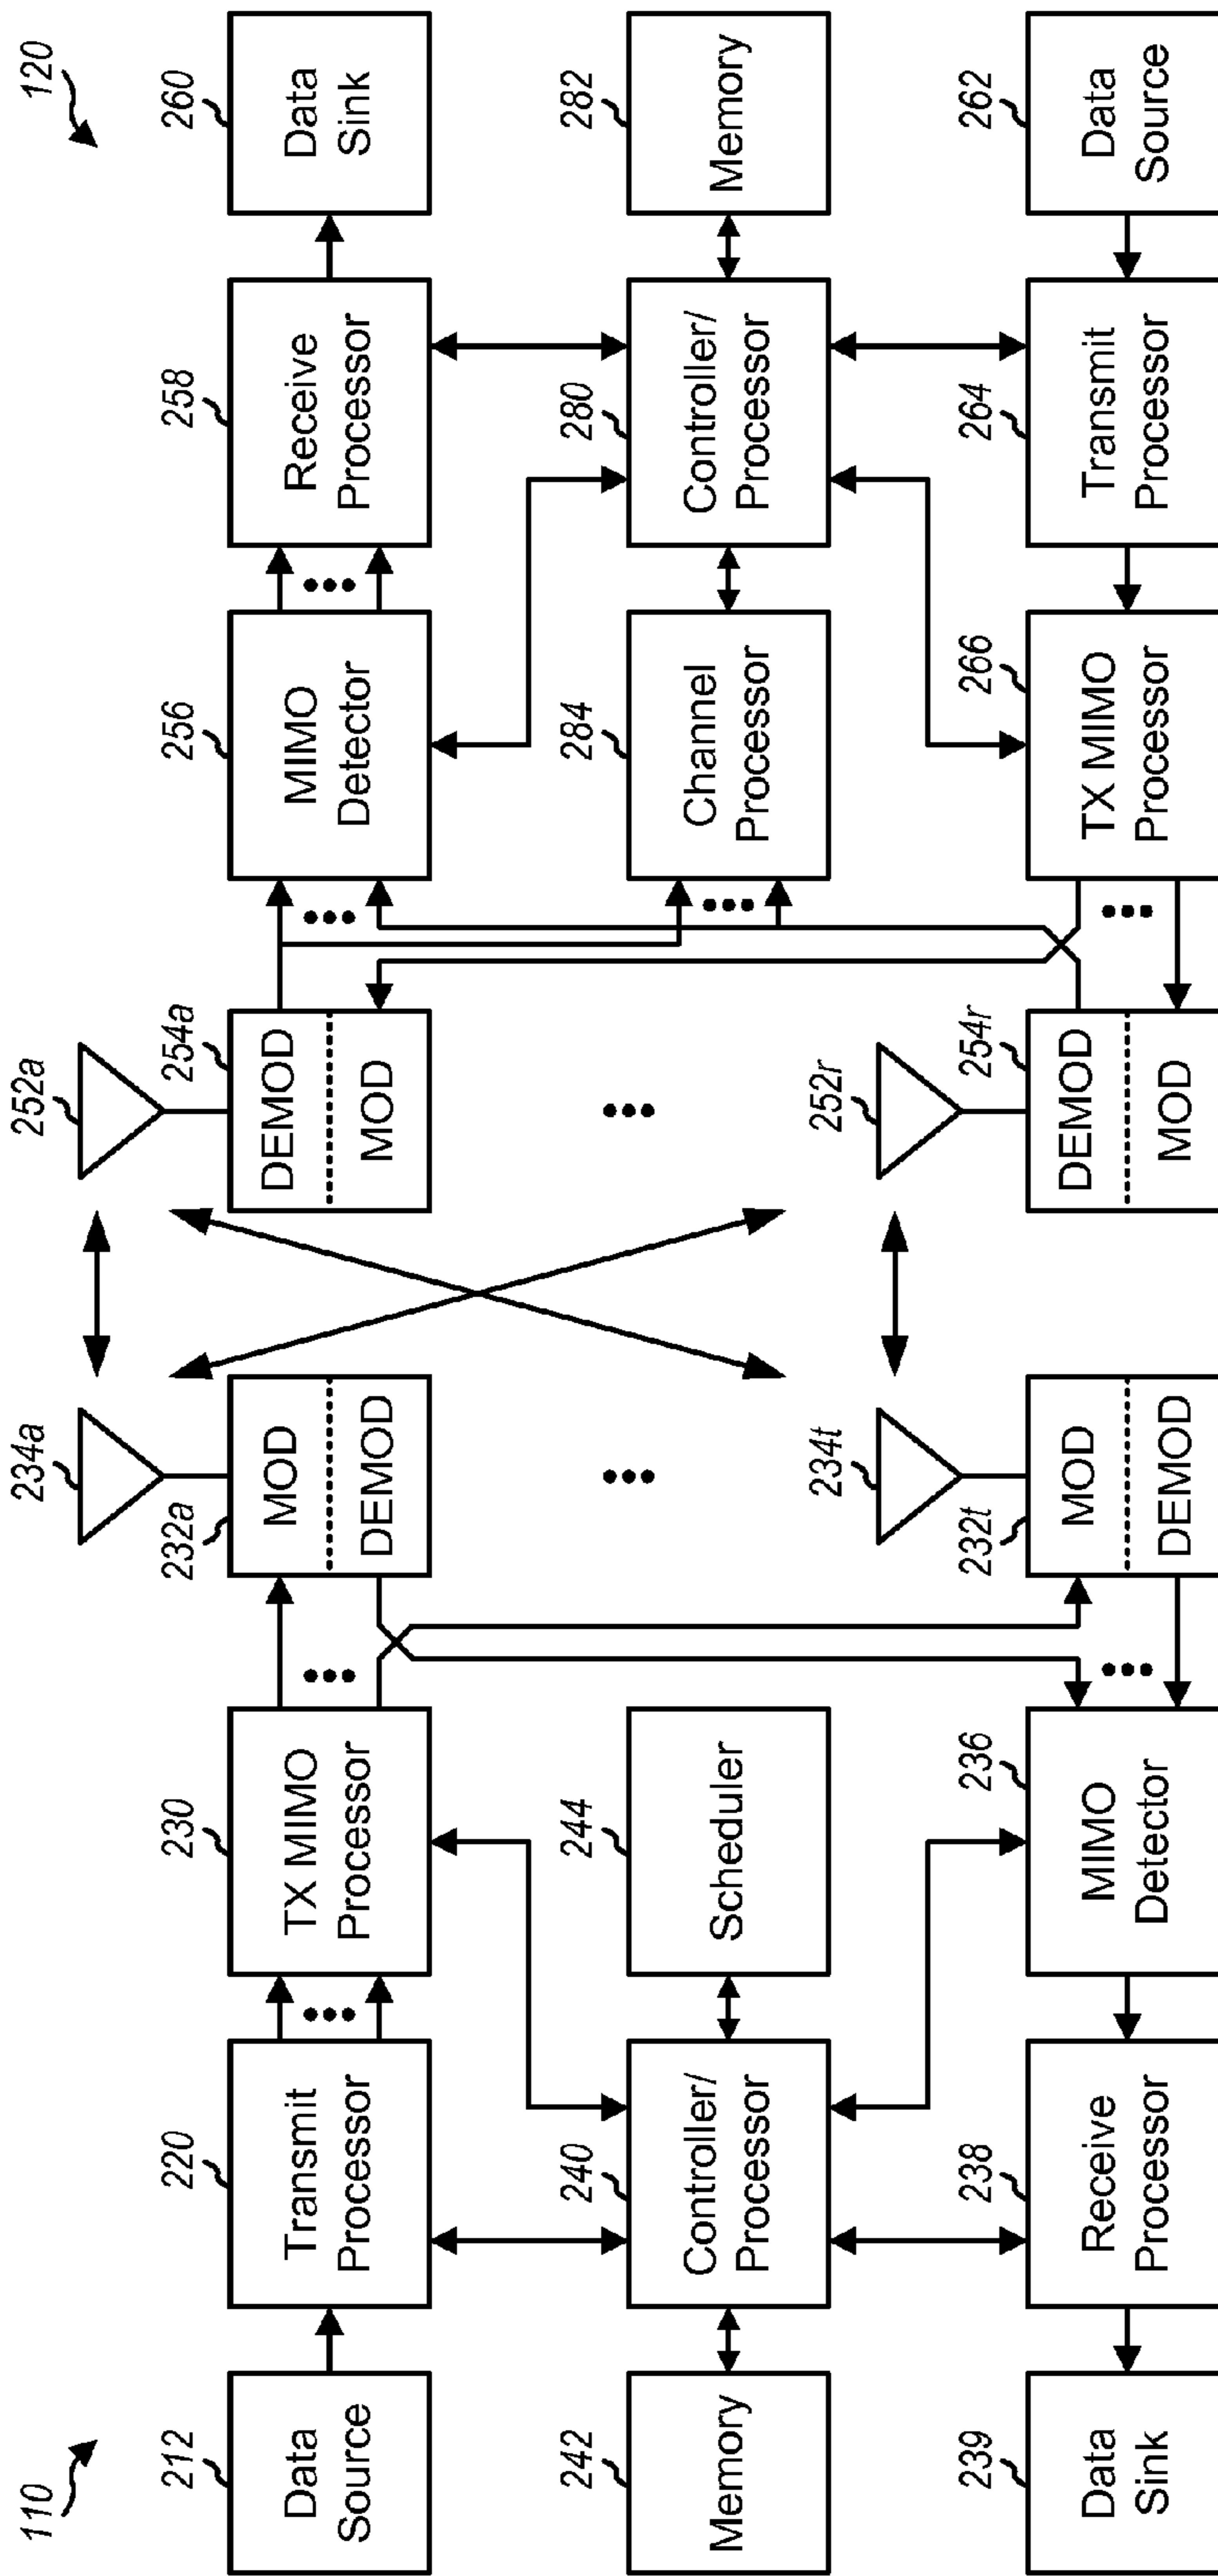 110
120
212
Data
Source
220
Transmit
Processor
230
TX MIMO
Processor
232a
MOD
DEMOD
234a
252a
254a
DEMOD
MOD
256
MIMO
Detector
258
Receive
Processor
260
Data
Sink
242
Memory
240
Controller/
Processor
244
Scheduler
284
Channel
Processor
280
Controller/
Processor
282
Memory
239
Data
Sink
238
Receive
Processor
236
MIMO
Detector
232t
MOD
DEMOD
234t
252r
254r
DEMOD
MOD
266
TX MIMO
Processor
264
Transmit
Processor
262
Data
Source